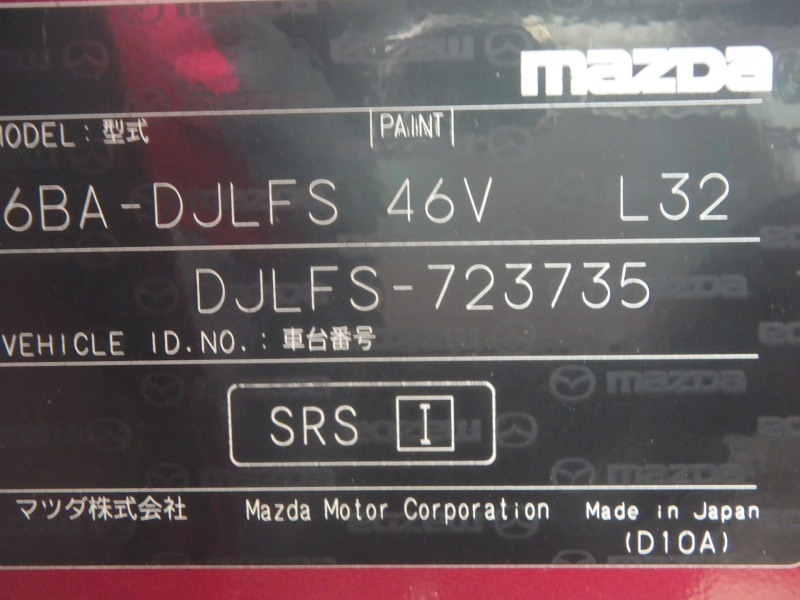 mazda
MODEL : 型式 PAINT
6BA-DJLFS 46V L32
DJLFS-723735
VEHICLE ID.NO. : 車台番号
SRS I
マツダ株式会社 Mazda Motor Corporation Made in Japan
(D10A)